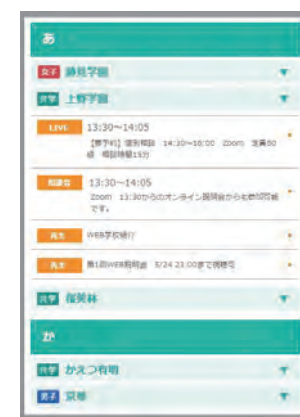 あ
女子 跡見学園
共学 上野学園
LIVE 13:30~14:05
【要予約】個別相談 14:30~16:00 Zoom 定員50
組 相談時間15分
相談会 13:30~14:05
Zoom 13:30からのオンライン説明会からも参加可能
です。
再生 WEB学校紹介
再生 第1回WEB説明会 5/24 23:00まで視聴可
共学 桜美林
か
共学 かえつ有明
男子 京華